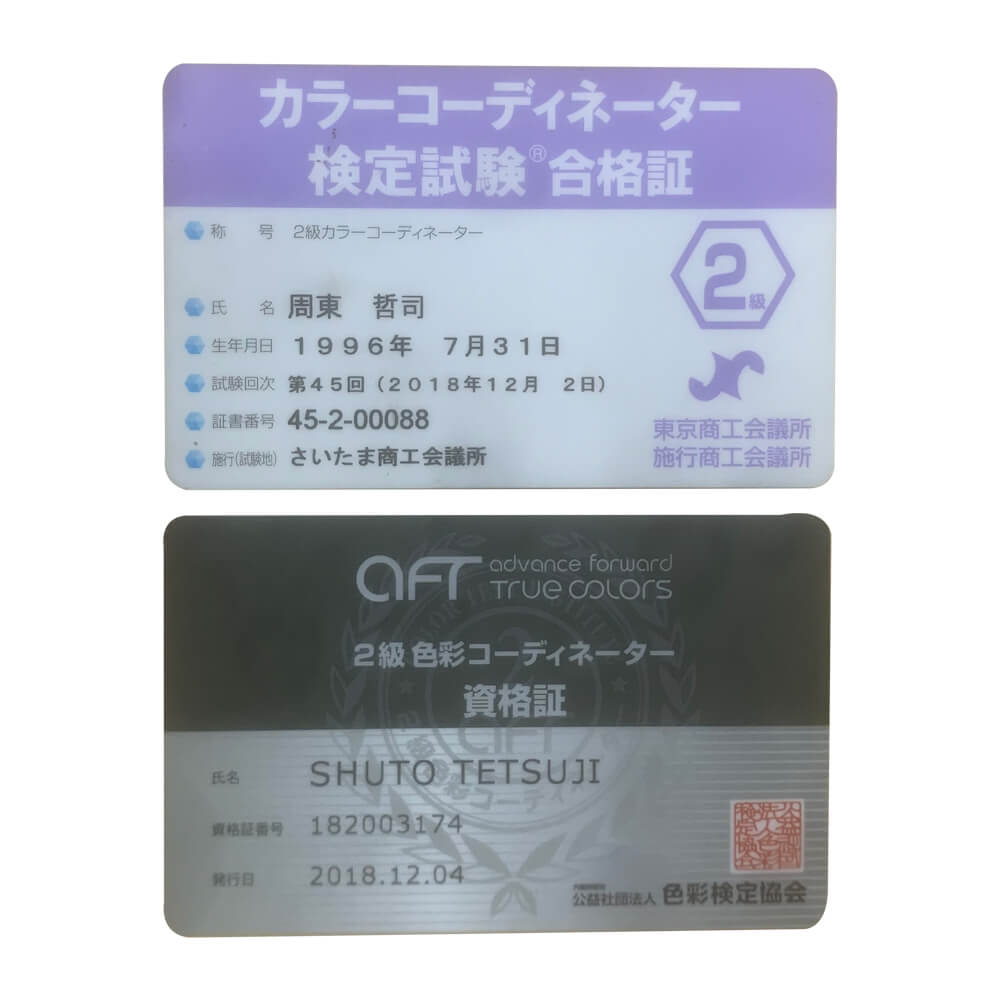 カラーコーディネーター
検定試験® 合格証
称号 2級カラーコーディネーター
2級
氏名 周東 哲司
生年月日 1996年 7月31日
試験回次 第45回(2018年12月 2日)
証書番号 45-2-00088
施行(試験地) さいたま商工会議所
東京商工会議所
施行商工会議所
aFT advance forward
True colors
2級 色彩コーディネーター
資格証
氏名 SHUTO TETSUJI
資格証番号 182003174
発行日 2018.12.04
公益社団法人 色彩検定協会